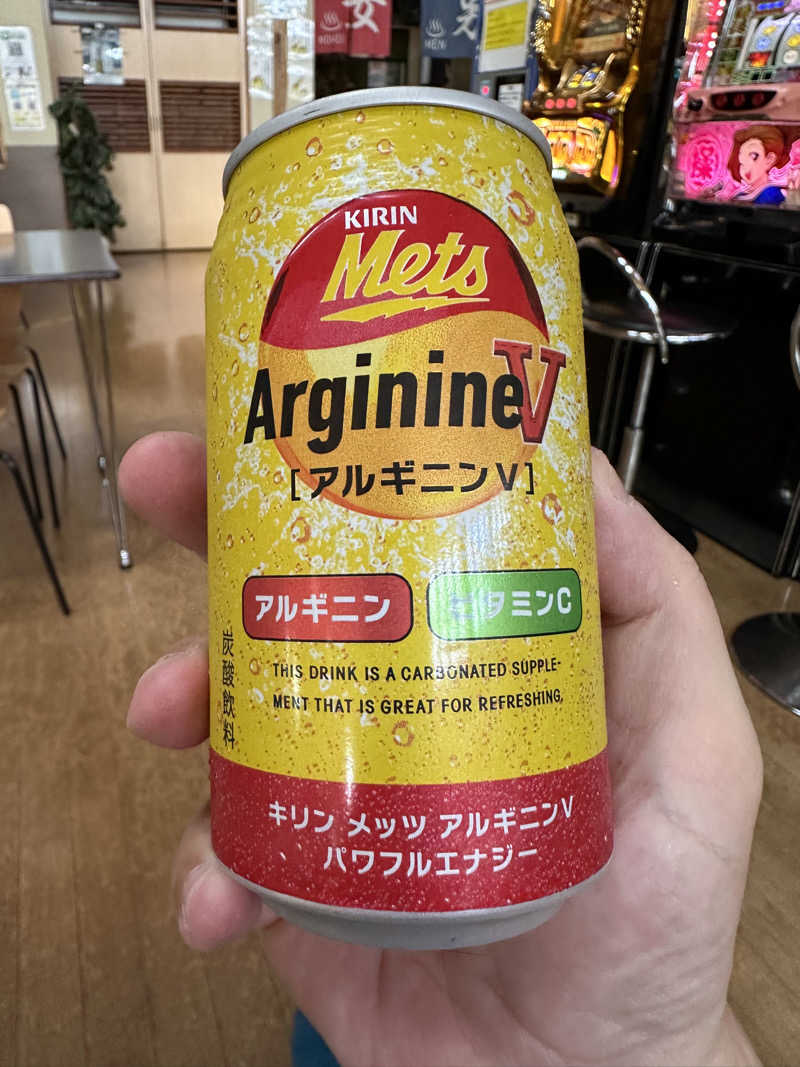 女
KIRIN
Mets
ArginineV
[アルギニンV]
アルギニン
ビタミンC
炭酸飲料
THIS DRINK IS A CARBONATED SUPPLE-
MENT THAT IS GREAT FOR REFRESHING.
キリン メッツ アルギニンV
パワフルエナジー